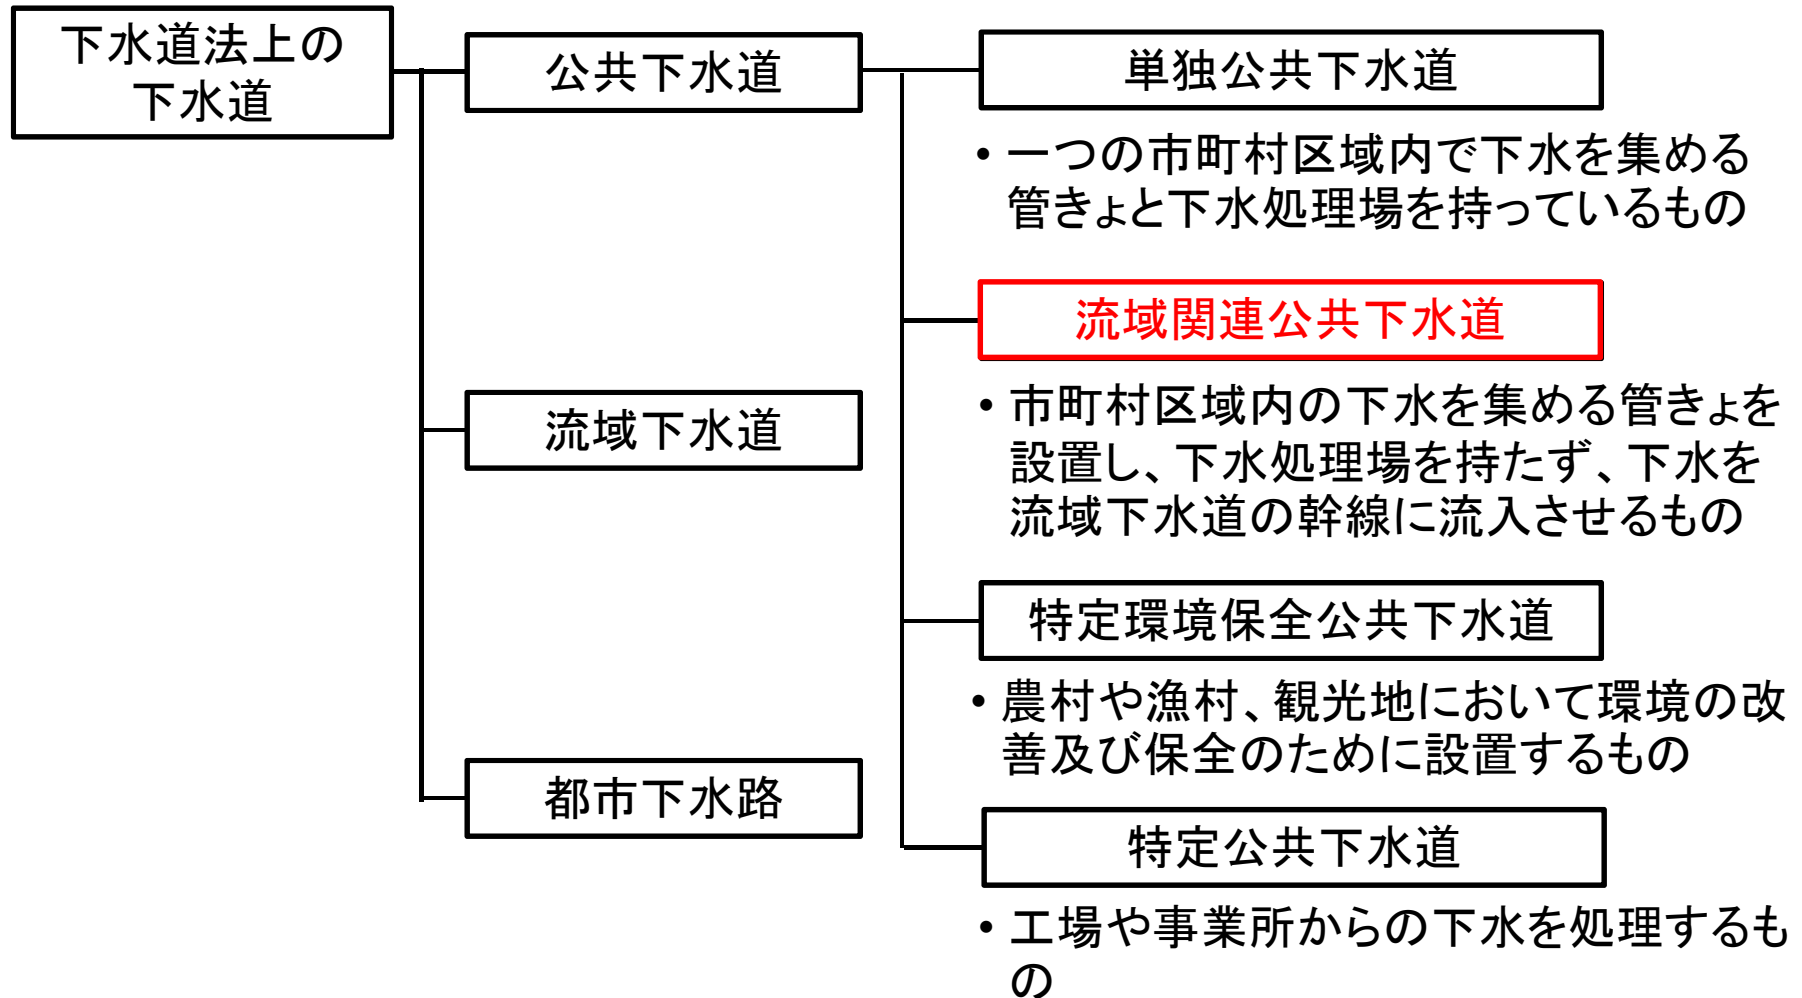 下水道法上の
下水道
公共下水道
単独公共下水道
・一つの市町村区域内で下水を集める
管きょと下水処理場を持っているもの
流域関連公共下水道
・市町村区域内の下水を集める管きょを
設置し、下水処理場を持たず、下水を
流域下水道の幹線に流入させるもの
特定環境保全公共下水道
・農村や漁村、観光地において環境の改
善及び保全のために設置するもの
特定公共下水道
・工場や事業所からの下水を処理するも
の
流域下水道
都市下水路